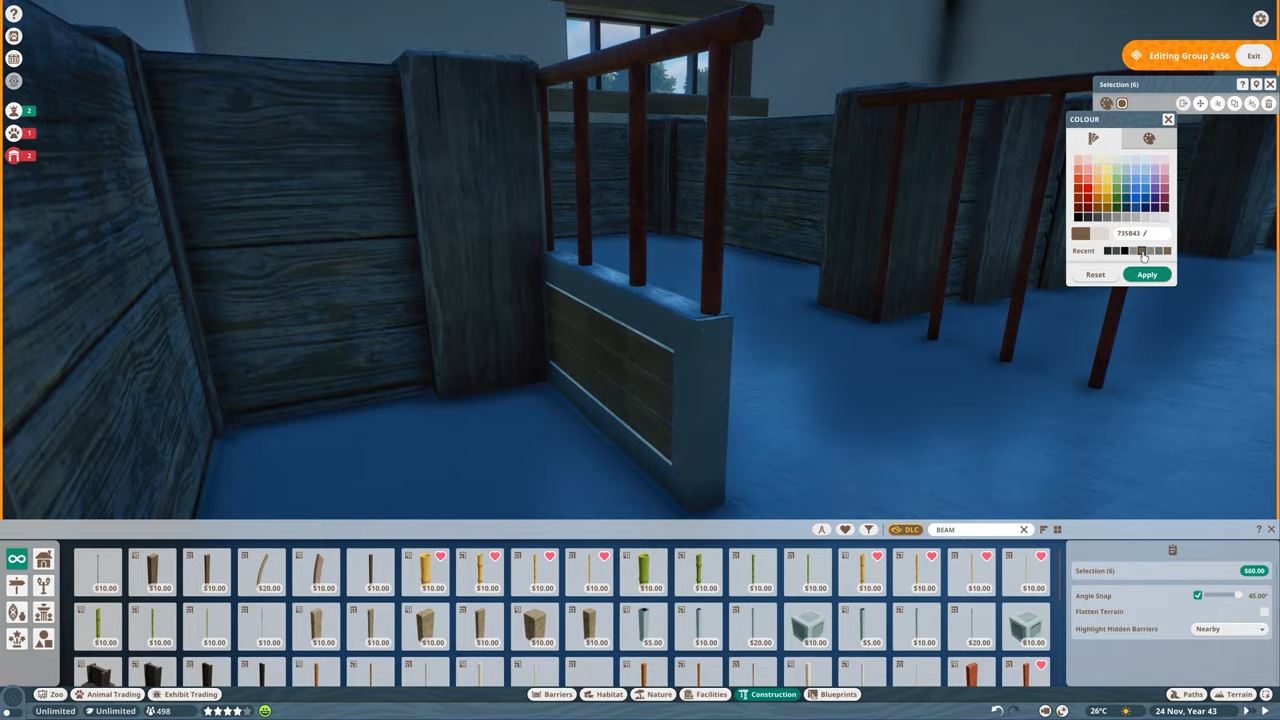 ?
Editing Group 2456
Exit
Selection (6)
?
2
1
2
COLOUR
735B43
Recent
Reset
Apply
DLC
BEAM
?
$10.00 $10.00 $10.00 $20.00 $10.00 $10.00 $10.00 $10.00 $10.00 $10.00 $10.00 $10.00 $10.00 $10.00 $10.00 $10.00 $10.00 $10.00
$10.00 $10.00 $10.00 $10.00 $10.00 $10.00 $10.00 $10.00 $10.00 $10.00 $5.00 $10.00 $20.00 $10.00 $5.00 $10.00 $20.00 $10.00
Selection (6)
$60.00
Angle Snap
45.00°
Flatten Terrain
Highlight Hidden Barriers
Nearby
Zoo
Animal Trading
Exhibit Trading
Barriers
Habitat
Nature
Facilities
Construction
Blueprints
Paths
Terrain
Unlimited
Unlimited
498
26°C
24 Nov, Year 43